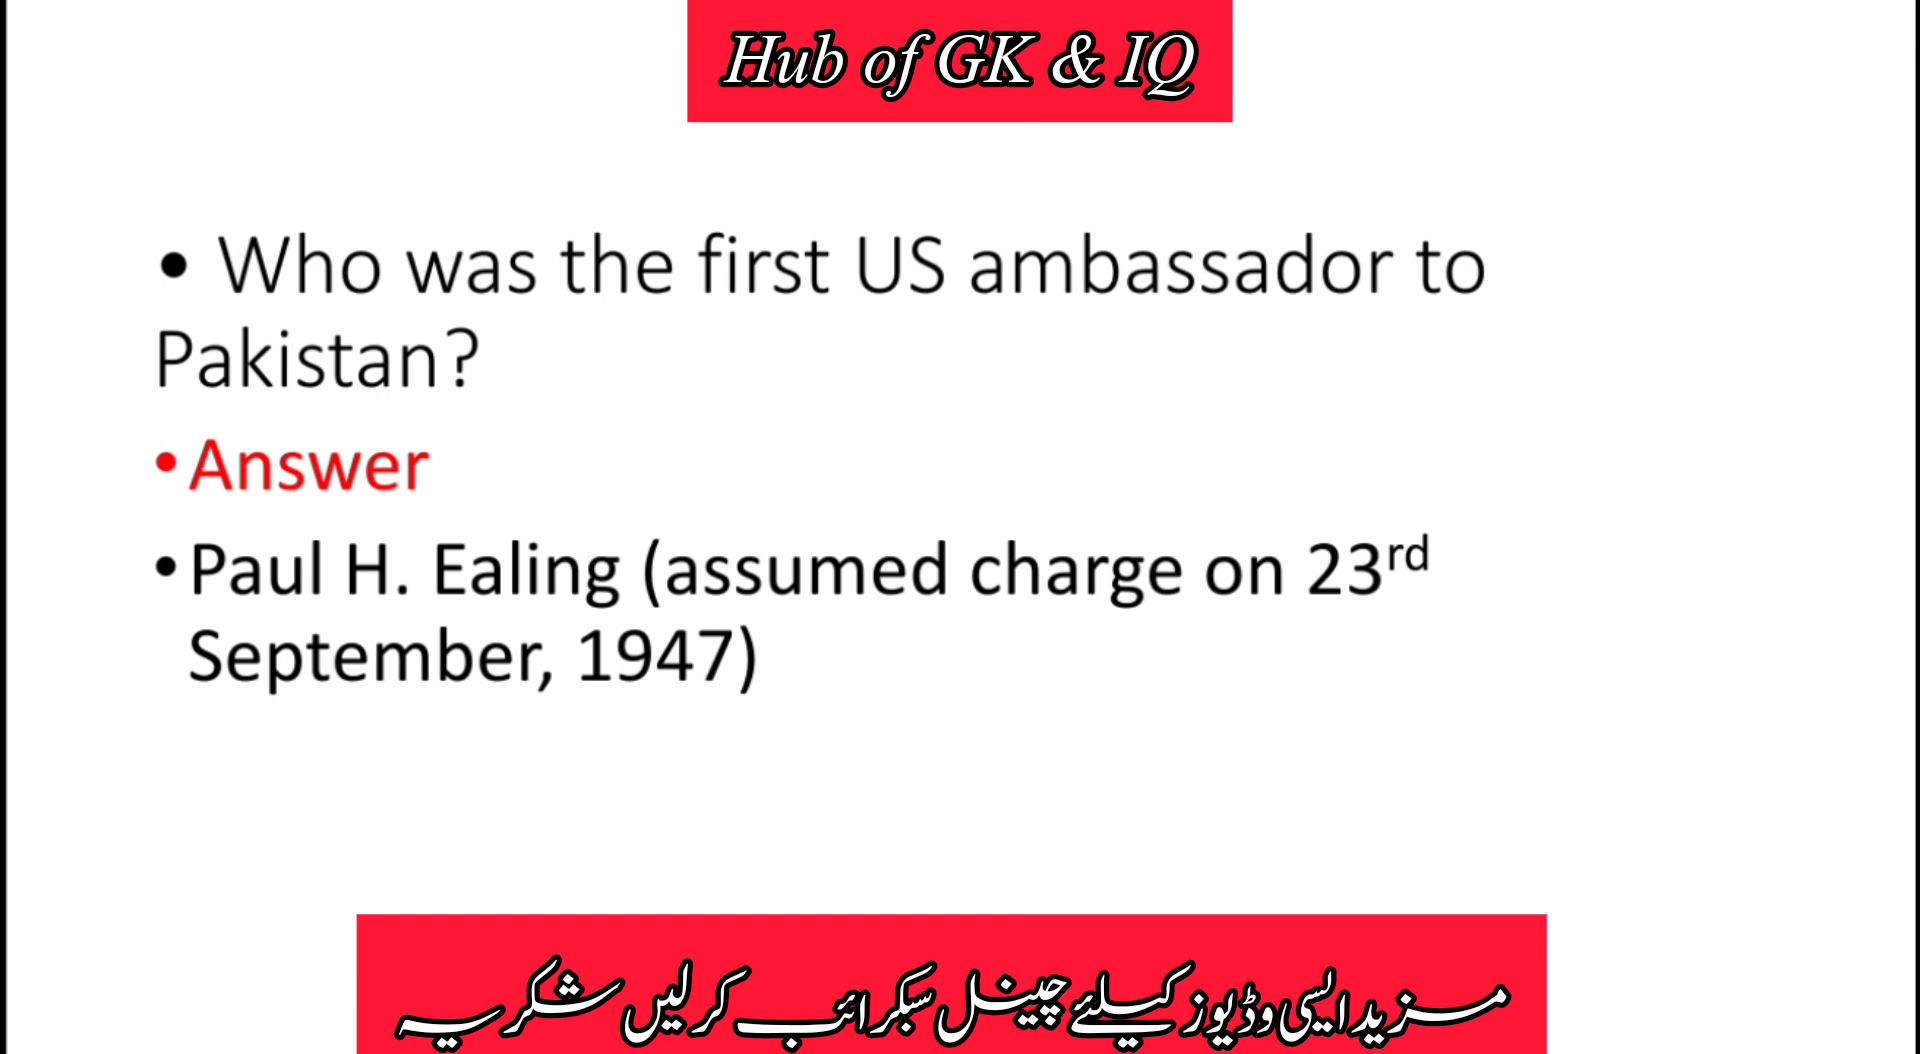 Hub of GK & IQ
• Who was the first US ambassador to
Pakistan?
• Answer
• Paul H. Ealing (assumed charge on 23rd
September, 1947)
مزید ایسی وڈیوز کیلئے چینل سبکرائب کرلیں شکریہ